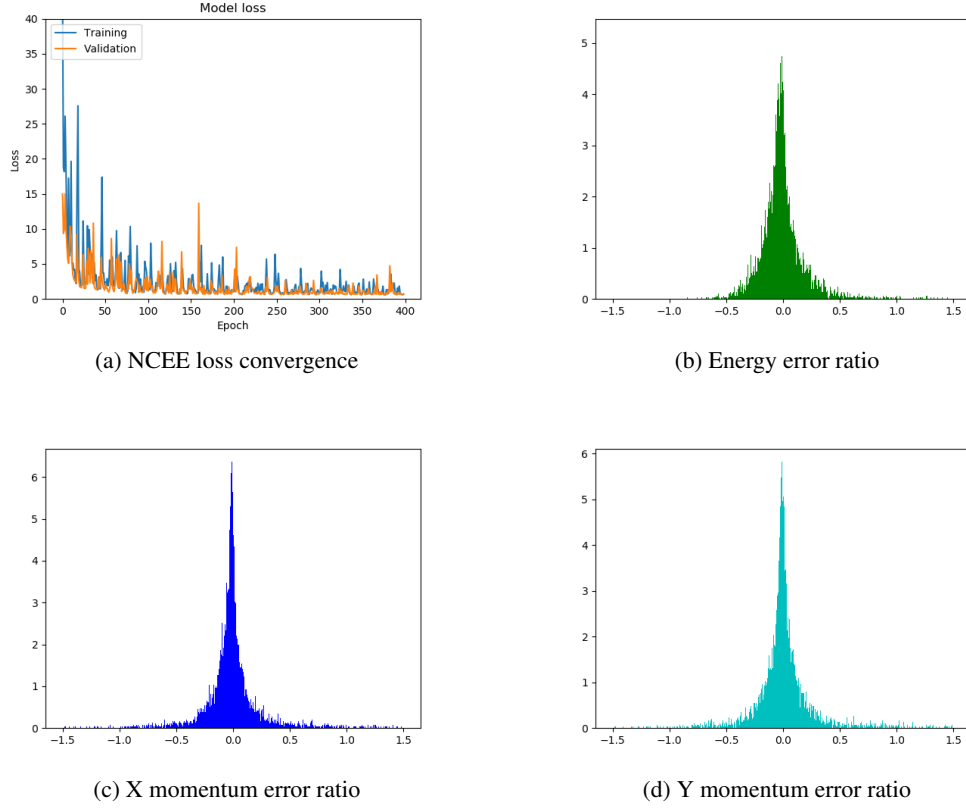 Model loss
Training
Validation
40
35
30
25
20
15
10
5
0
Loss
0 50 100 150 200 250 300 350 400
Epoch
(a) NCEE loss convergence
5
4
3
2
1
0
−1.5 −1.0 −0.5 0.0 0.5 1.0 1.5
(b) Energy error ratio
6
5
4
3
2
1
0
−1.5 −1.0 −0.5 0.0 0.5 1.0 1.5
(c) X momentum error ratio
6
5
4
3
2
1
0
−1.5 −1.0 −0.5 0.0 0.5 1.0 1.5
(d) Y momentum error ratio